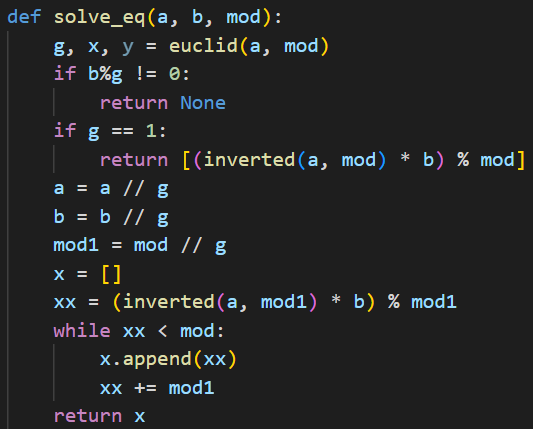 def solve_eq(a, b, mod):
    g, x, y = euclid(a, mod)
    if b%g != 0:
        return None
    if g == 1:
        return [(inverted(a, mod) * b) % mod]
    a = a // g
    b = b // g
    mod1 = mod // g
    x = []
    xx = (inverted(a, mod1) * b) % mod1
    while xx < mod:
        x.append(xx)
        xx += mod1
    return x